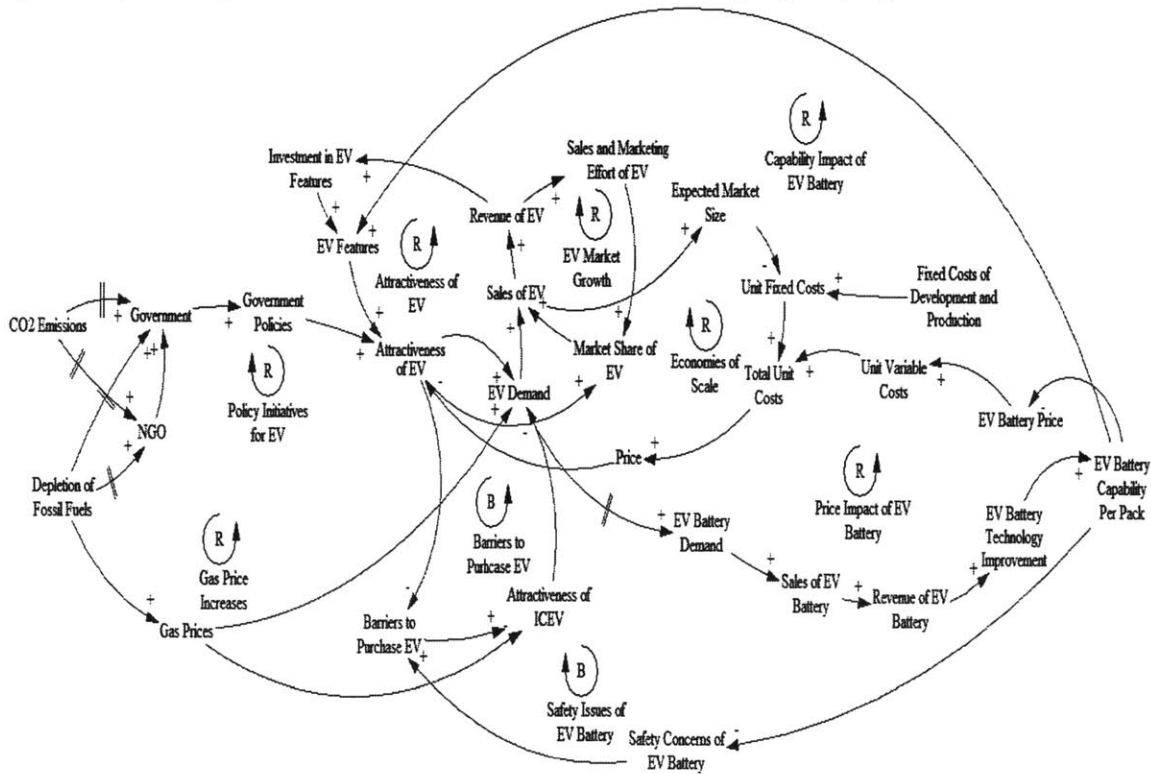 Investment in EV
Features
Sales and Marketing
Effort of EV
R
Capability Impact of
EV Battery
Expected Market
Size
Revenue of EV
R
EV Market
Growth
EV Features
R
Attractiveness of
EV
Fixed Costs of
Development and
Production
Unit Fixed Costs
CO2 Emissions
Government
Government
Policies
Sales of EV
Attractiveness
of EV
Market Share of
EV
R
Economies of
Scale
Total Unit
Costs
Unit Variable
Costs
EV Demand
R
Policy Initiatives
for EV
NGO
EV Battery Price
Price
Depletion of
Fossil Fuels
EV Battery
Capability
Per Pack
R
Price Impact of EV
Battery
B
Barriers to
Purhcase EV
EV Battery
Demand
EV Battery
Technology
Improvement
R
Gas Price
Increases
Sales of EV
Battery
Revenue of EV
Battery
Attractiveness of
ICEV
Gas Prices
Barriers to
Purchase EV
B
Safety Issues of
EV Battery
Safety Concerns of
EV Battery